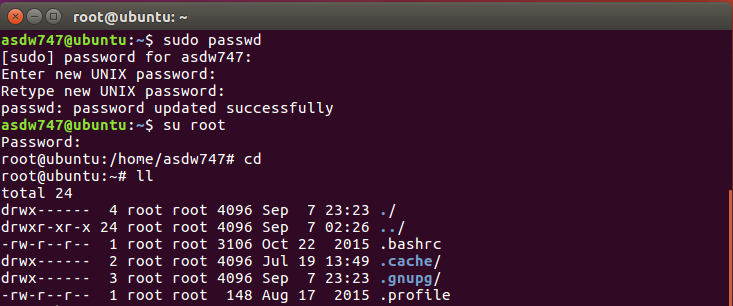 root@ubuntu: ~
asdw747@ubuntu:~$ sudo passwd
[sudo] password for asdw747:
Enter new UNIX password:
Retype new UNIX password:
passwd: password updated successfully
asdw747@ubuntu:~$ su root
Password:
root@ubuntu:/home/asdw747# cd
root@ubuntu:~# ll
total 24
drwx------  4 root root 4096 Sep  7 23:23 ./
drwxr-xr-x 24 root root 4096 Sep  7 02:26 ../
-rw-r--r--  1 root root 3106 Oct 22  2015 .bashrc
drwx------  2 root root 4096 Jul 19 13:49 .cache/
drwx------  3 root root 4096 Sep  7 23:23 .gnupg/
-rw-r--r--  1 root root  148 Aug 17  2015 .profile